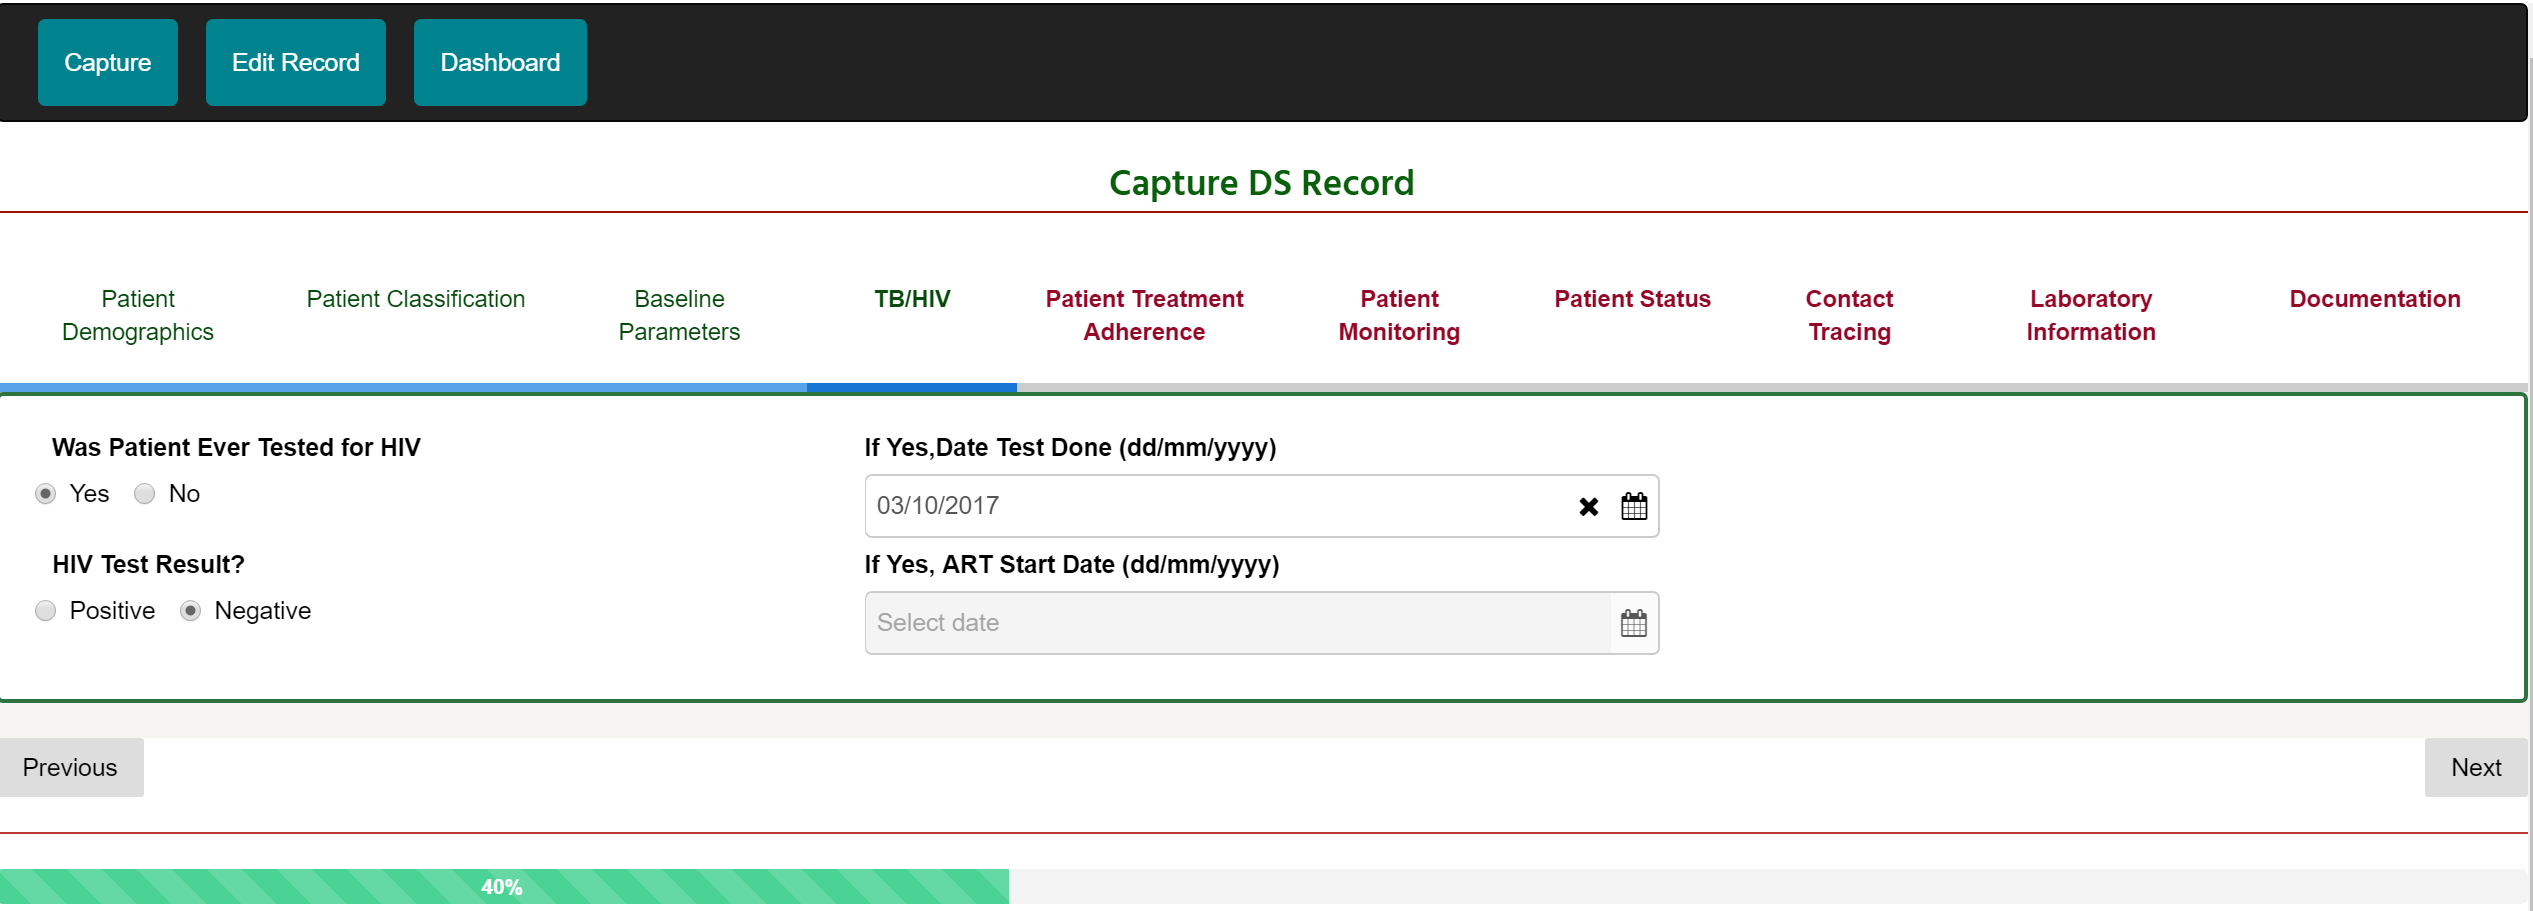 Capture Edit Record Dashboard
Capture DS Record
Patient Demographics
Patient Classification
Baseline Parameters
TB/HIV
Patient Treatment Adherence
Patient Monitoring
Patient Status
Contact Tracing
Laboratory Information
Documentation
Was Patient Ever Tested for HIV
Yes No
If Yes,Date Test Done (dd/mm/yyyy)
03/10/2017
HIV Test Result?
Positive Negative
If Yes, ART Start Date (dd/mm/yyyy)
Select date
Previous Next
40%